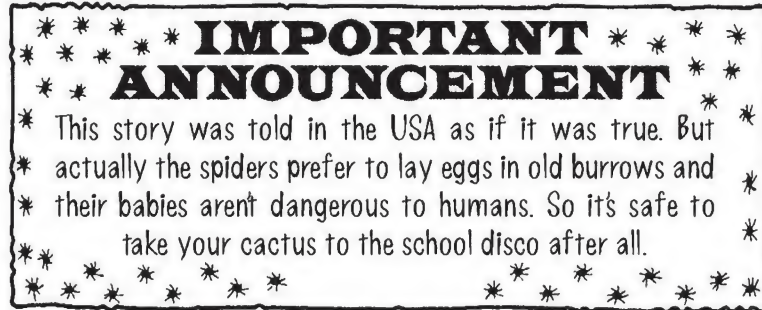 IMPORTANT
ANNOUNCEMENT
This story was told in the USA as if it was true. But
actually the spiders prefer to lay eggs in old burrows and
their babies aren't dangerous to humans. So it's safe to
take your cactus to the school disco after all.